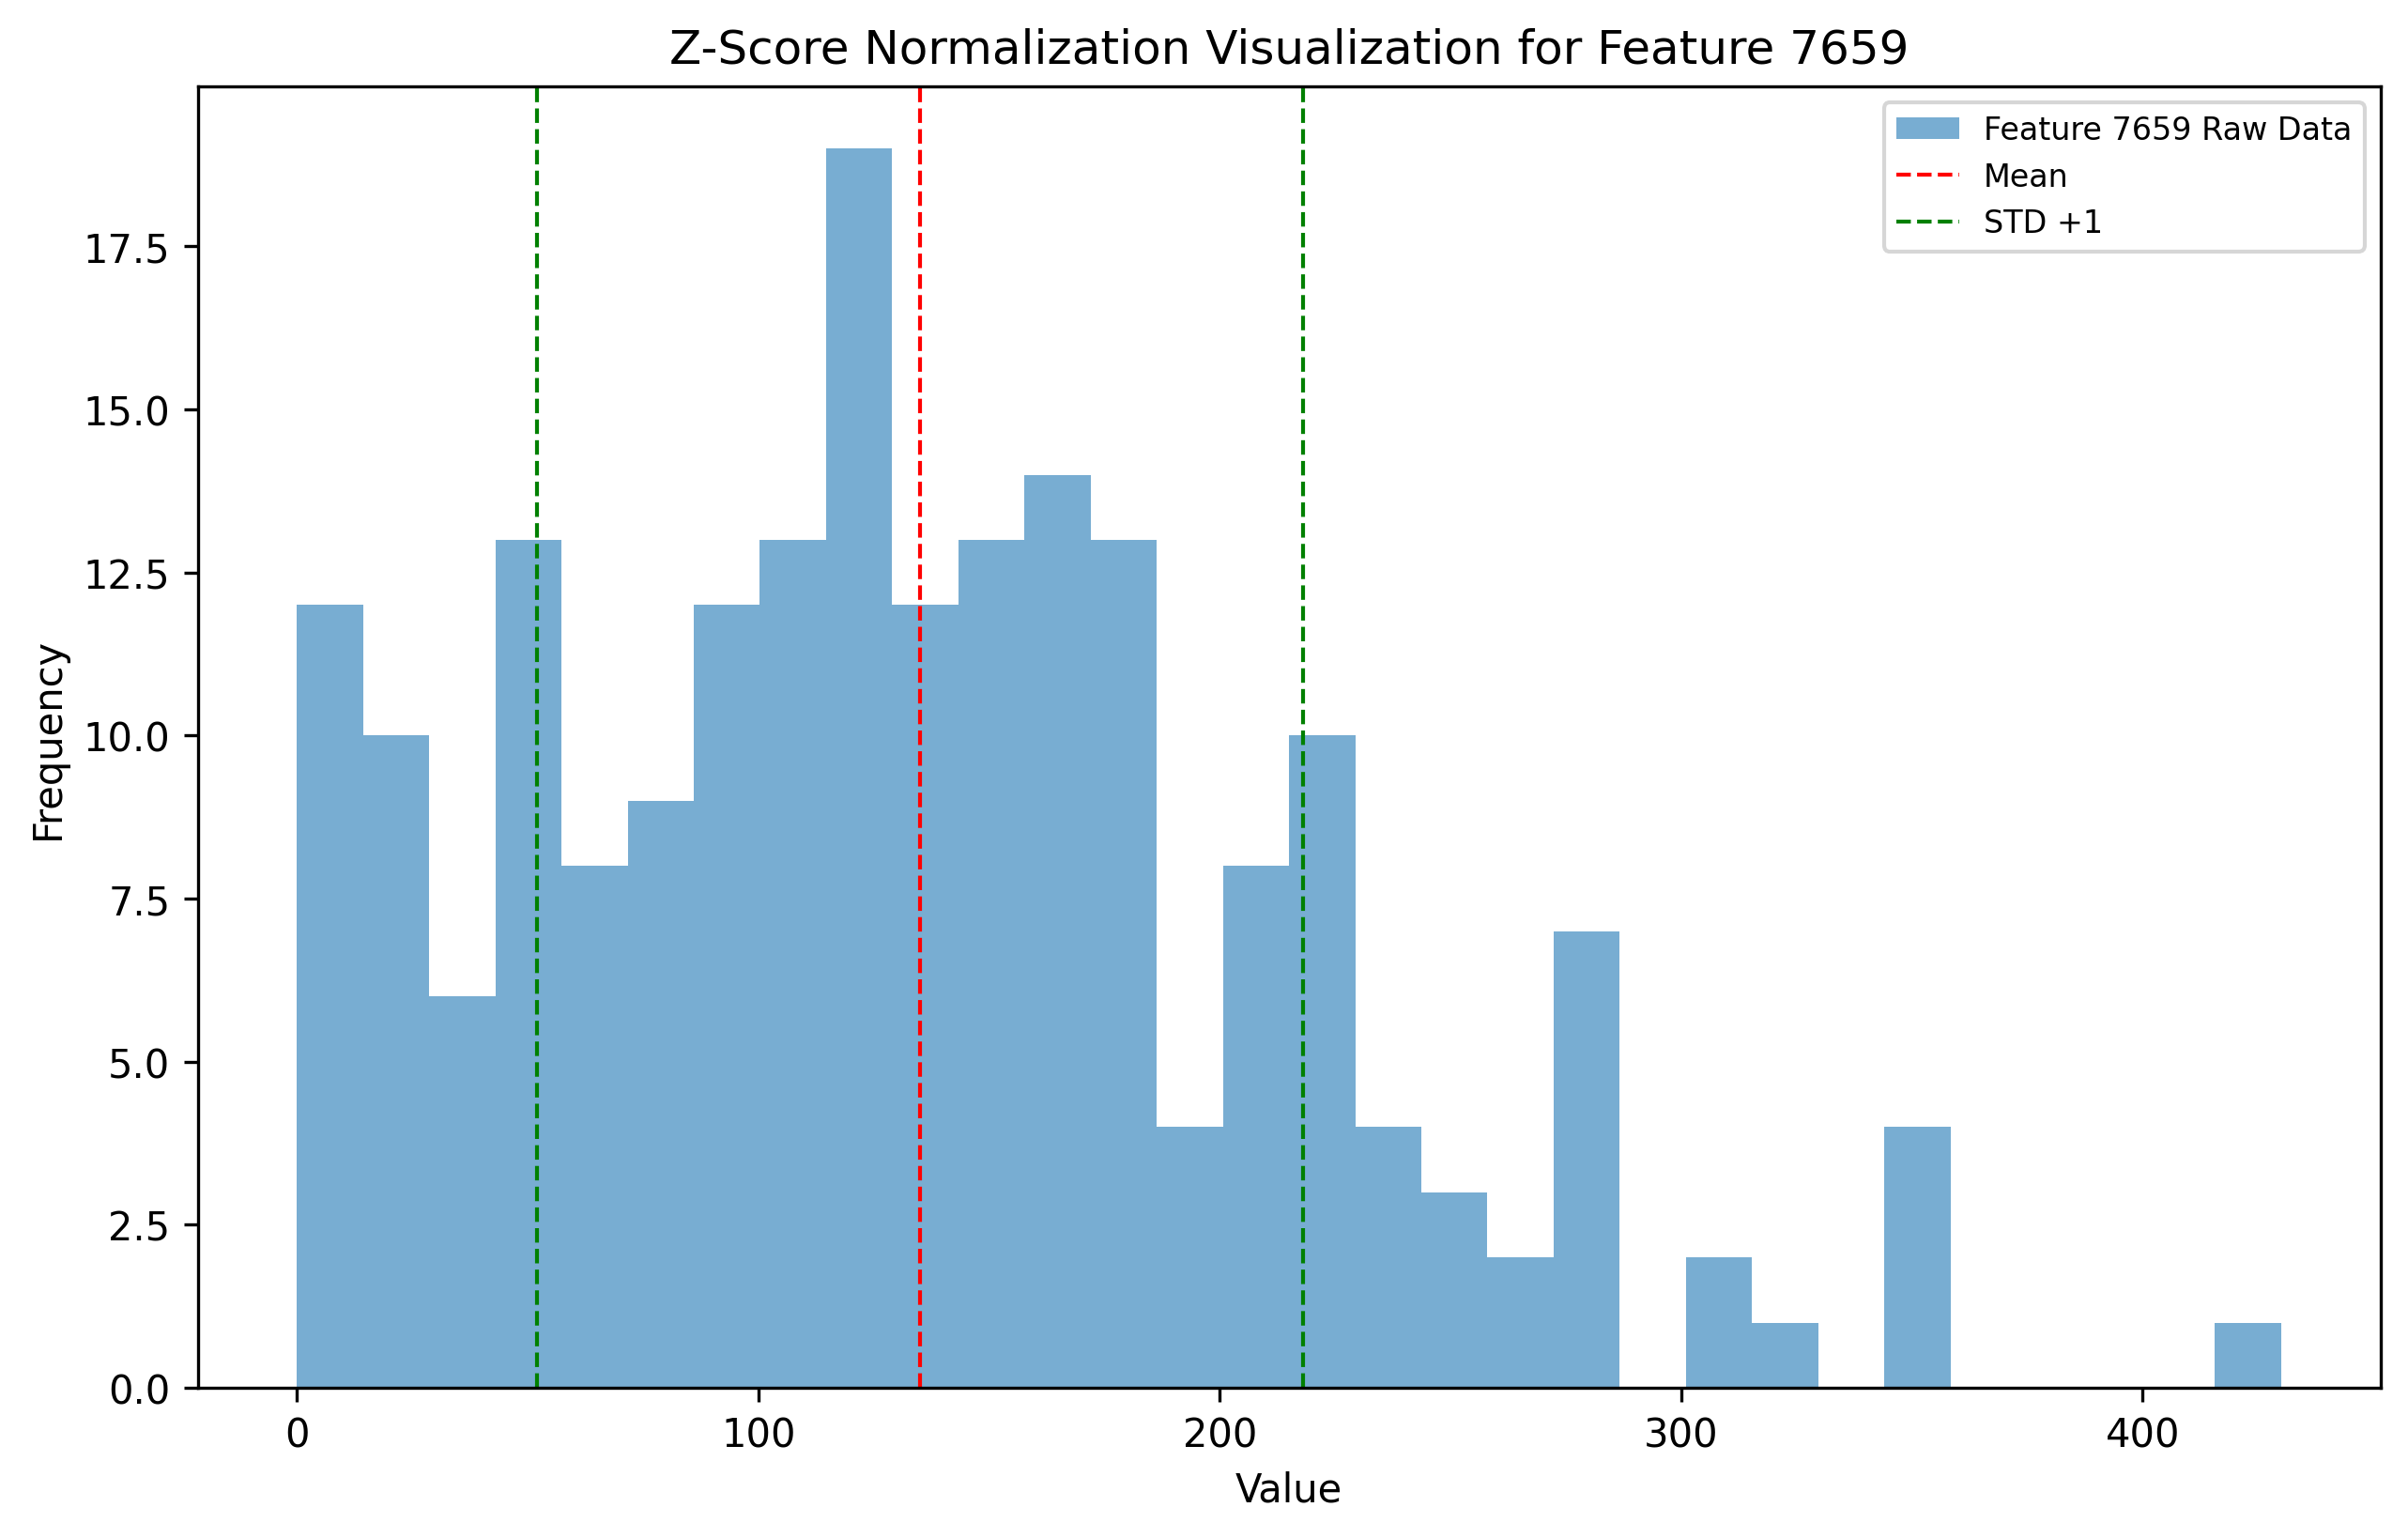 Z-Score Normalization Visualization for Feature 7659
Feature 7659 Raw Data
Mean
STD +1
17.5
15.0
12.5
10.0
7.5
5.0
2.5
0.0
Frequency
0
100
200
300
400
Value